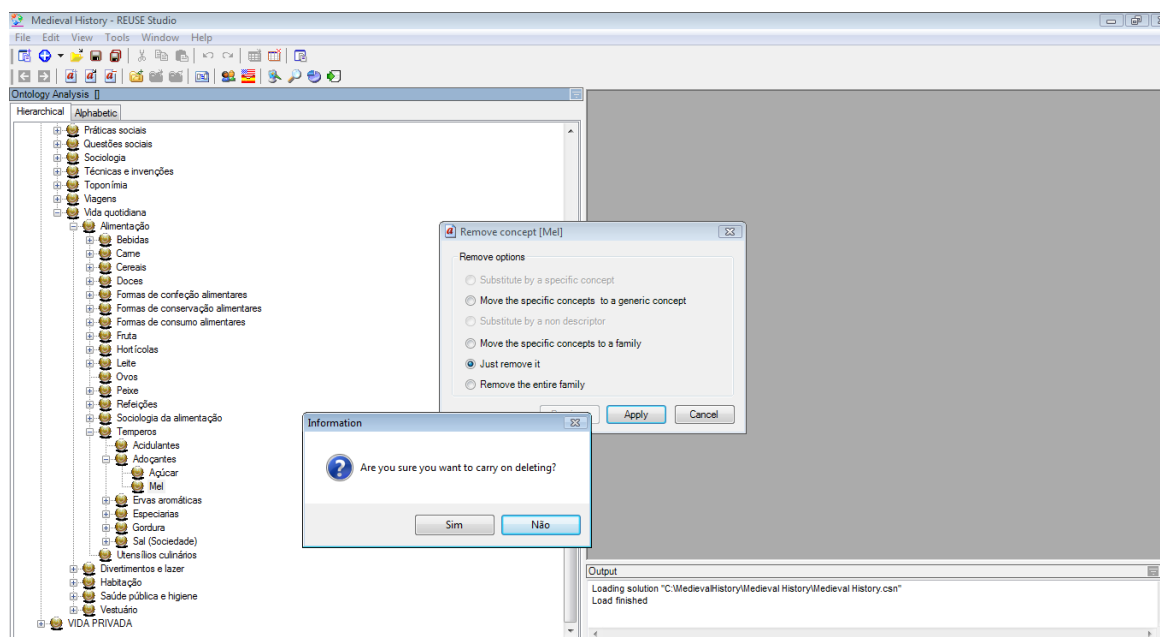 Medieval History - REUSE Studio
File Edit View Tools Window Help
Ontology Analysis []
Hierarchical Alphabetic
Práticas sociais
Questões sociais
Sociologia
Técnicas e invenções
Toponímia
Viagens
Vida quotidiana
Alimentação
Bebidas
Carne
Cereais
Doces
Formas de confeção alimentares
Formas de conservação alimentares
Formas de consumo alimentares
Fruta
Hortícolas
Leite
Ovos
Peixe
Refeições
Sociologia da alimentação
Temperos
Acidulantes
Adoçantes
Açúcar
Mel
Ervas aromáticas
Especiarias
Gordura
Sal (Sociedade)
Utensílios culinários
Divertimentos e lazer
Habitação
Saúde pública e higiene
Vestuário
VIDA PRIVADA
Remove concept [Mel]
Remove options
Substitute by a specific concept
Move the specific concepts to a generic concept
Substitute by a non descriptor
Move the specific concepts to a family
Just remove it
Remove the entire family
Apply Cancel
Information
Are you sure you want to carry on deleting?
Sim Não
Output
Loading solution "C:\MedievalHistory\Medieval History\Medieval History.csn"
Load finished